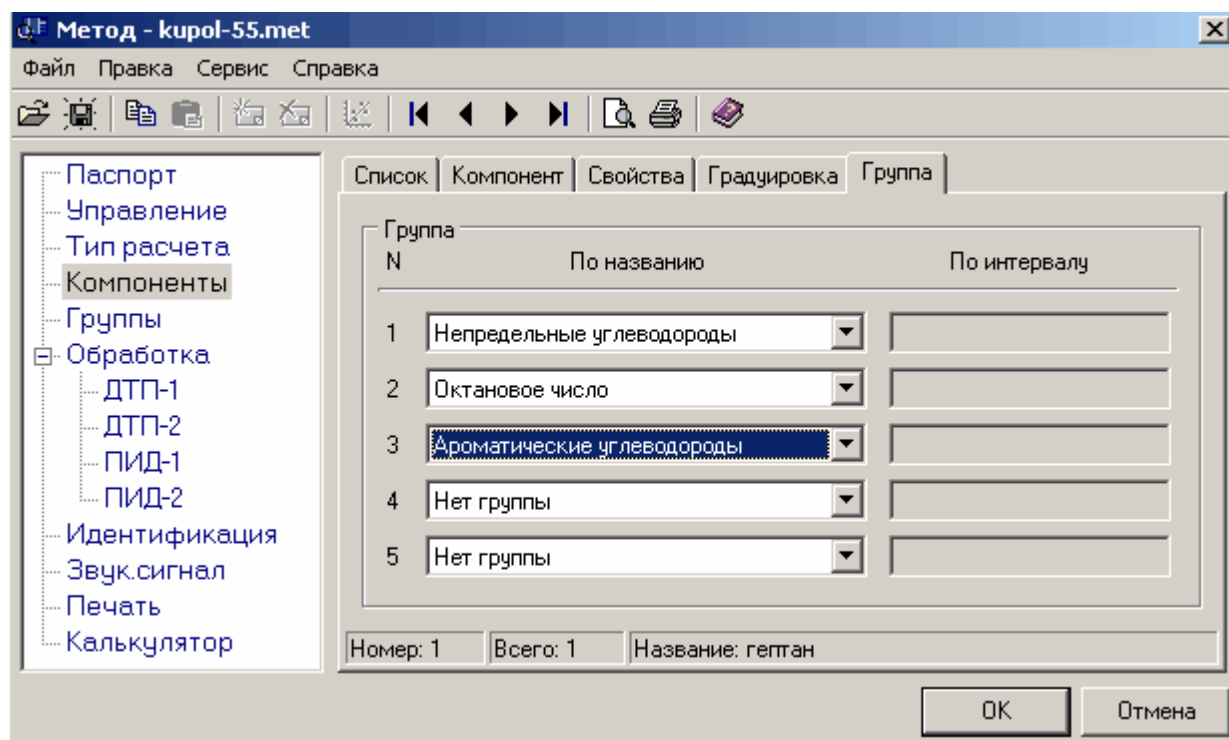 Метод - kupol-55.met
Файл Правка Сервис Справка
Паспорт
Управление
Тип расчета
Компоненты
Группы
Обработка
ДТП-1
ДТП-2
ПИД-1
ПИД-2
Идентификация
Звук.сигнал
Печать
Калькулятор
Список Компонент Свойства Градуировка Группа
Группа
N По названию По интервалу
1 Непредельные углеводороды
2 Октановое число
3 Ароматические углеводороды
4 Нет группы
5 Нет группы
Номер: 1 Всего: 1 Название: гептан
OK Отмена